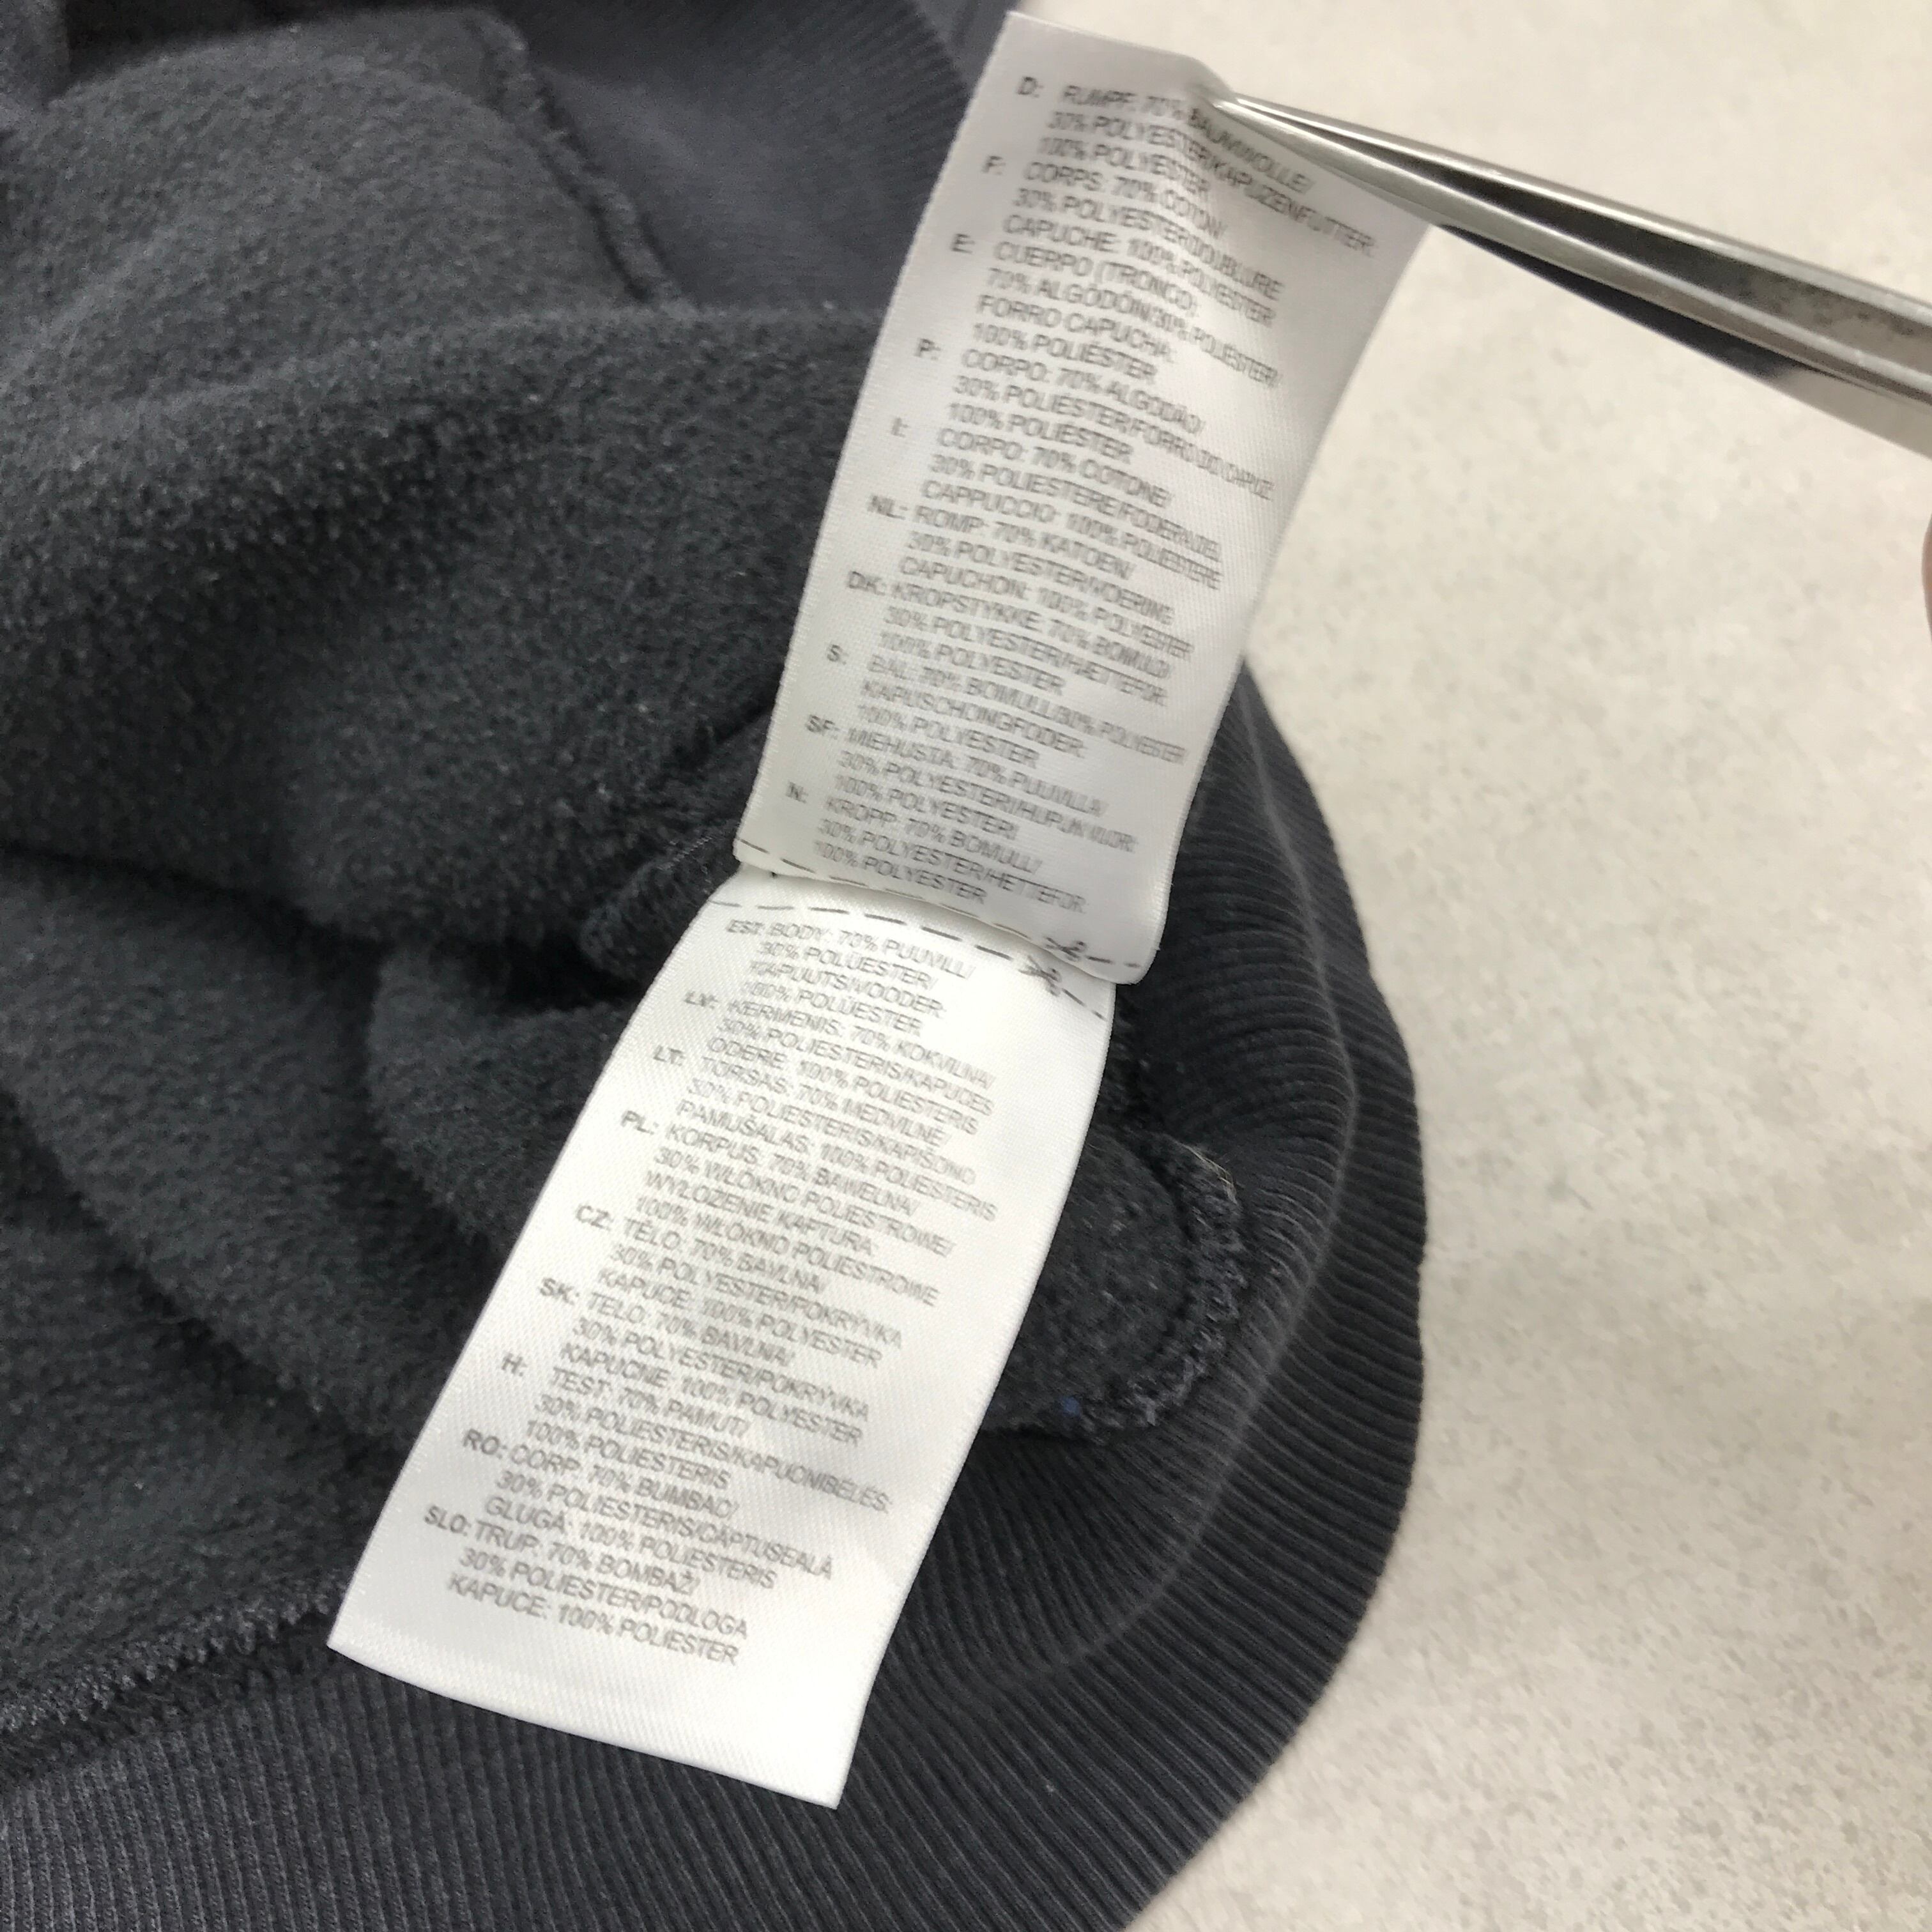 D: RUMPF: 70% BAUMWOLLE/
30% POLYESTER/KAPUZENFUTTER:
100% POLYESTER
F: CORPS: 70% COTON/
30% POLYESTER/DOUBLURE
CAPUCHE: 100% POLYESTER
E: CUERPO (TRONCO):
70% ALGODÓN/30% POLIÉSTER/
FORRO CAPUCHA:
100% POLIÉSTER
P: CORPO: 70% ALGODÃO/
30% POLIÉSTER/FORRO DO CAPUZ:
100% POLIÉSTER
I: CORPO: 70% COTONE/
30% POLIESTERE/FODERA DEL
CAPPUCCIO: 100% POLIESTERE
NL: ROMP: 70% KATOEN/
30% POLYESTER/VOERING
CAPUCHON: 100% POLYESTER
DK: KROPSTYKKE: 70% BOMULD/
30% POLYESTER/HÆTTEFOR:
100% POLYESTER
S: BÅL: 70% BOMULL/30% POLYESTER
KAPUSCHONGFODER:
100% POLYESTER
SF: MIEHUSTA: 70% PUUVILLA/
30% POLYESTERI/HUPUN VUORI:
100% POLYESTERI
N: KROPP: 70% BOMULL/
30% POLYESTER/HETTEFÔR
100% POLYESTER
EST: BODY: 70% PUUVILL/
30% POLÜESTER/
KAPUUTSIVOODER:
100% POLÜESTER
LV: ĶERMENIS: 70% KOKVILNA/
30% POLIESTERIS/KAPUCES
ODERE: 100% POLIESTERIS
LT: TORSAS: 70% MEDVILNĖ/
30% POLIESTERIS/KAPIŠONO
PAMUŠALAS: 100% POLIESTERIS
PL: KORPUS: 70% BAWEŁNA/
30% WŁÓKNO POLIESTROWE/
WYŁOŻENIE KAPTURA:
100% WŁÓKNO POLIESTROWE
CZ: TĚLO: 70% BAVLNA/
30% POLYESTER/POKRÝVKA
KAPUCE: 100% POLYESTER
SK: TELO: 70% BAVLNA/
30% POLYESTER/POKRÝVKA
KAPUCNE: 100% POLYESTER
H: TEST: 70% PAMUT/
30% POLIESTERIS/KAPUCNIBÉLÉS:
100% POLIESTERIS
RO: CORP: 70% BUMBAC/
30% POLIESTERIS/CĂPTUŞEALĂ
GLUGĂ: 100% POLIESTERIS
SLO: TRUP: 70% BOMBAŽ/
30% POLIESTER/PODLOGA
KAPUCE: 100% POLIESTER